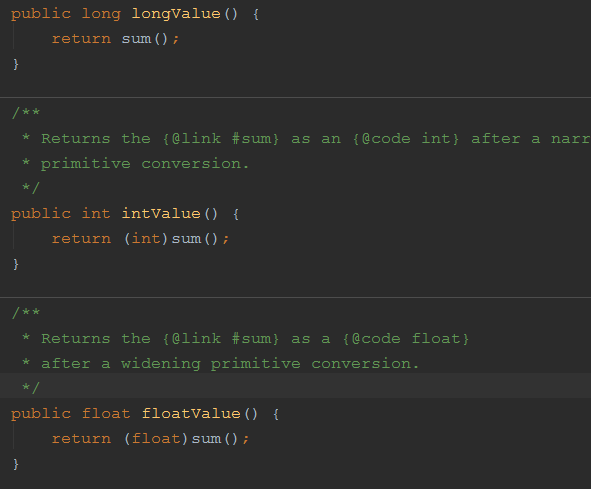 public long longValue() {
return sum();
}
/**
* Returns the {@link #sum} as an {@code int} after a narr
* primitive conversion.
*/
public int intValue() {
return (int)sum();
}
/**
* Returns the {@link #sum} as a {@code float}
* after a widening primitive conversion.
*/
public float floatValue() {
return (float)sum();
}